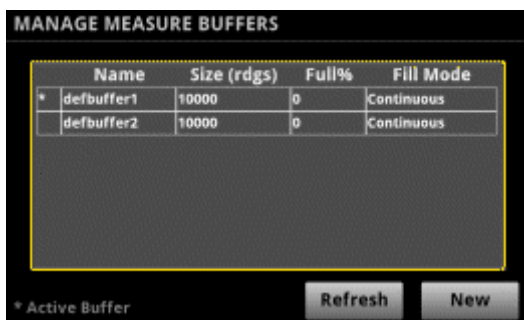 MANAGE MEASURE BUFFERS
Name Size (rdgs) Full% Fill Mode
* defbuffer1 10000 0 Continuous
defbuffer2 10000 0 Continuous
* Active Buffer Refresh New